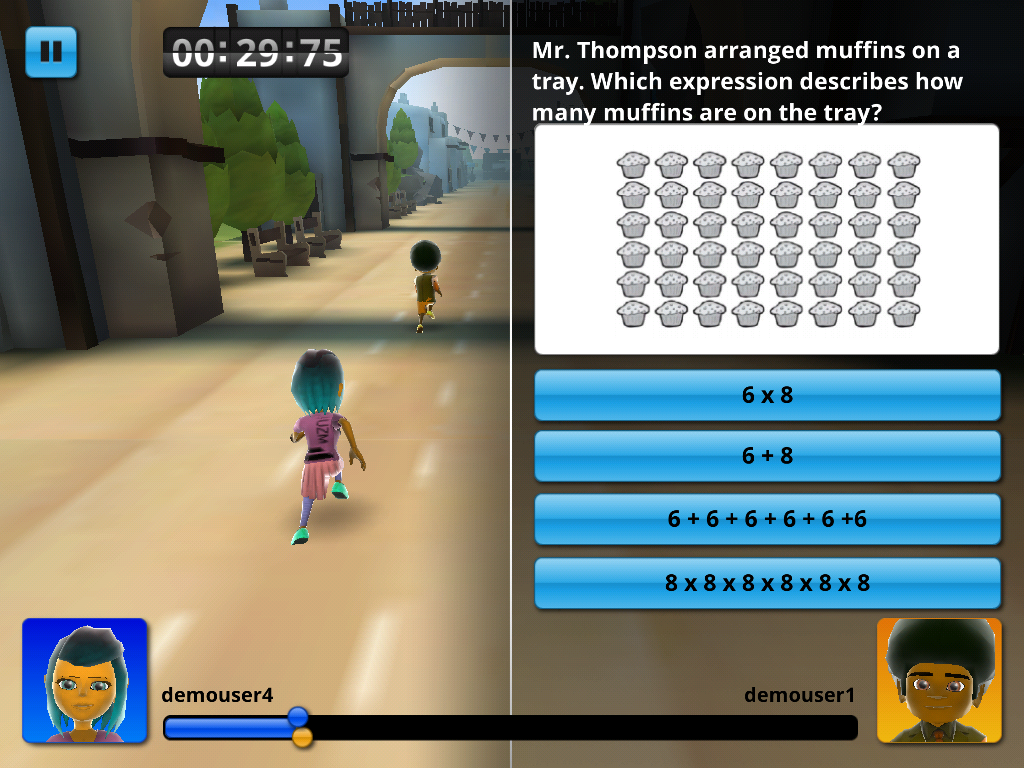 00:29:75
Mr. Thompson arranged muffins on a
tray. Which expression describes how
many muffins are on the tray?
6 x 8
6 + 8
6 + 6 + 6 + 6 + 6 +6
8 x 8 x 8 x 8 x 8 x 8
UZM
demouser4
demouser1